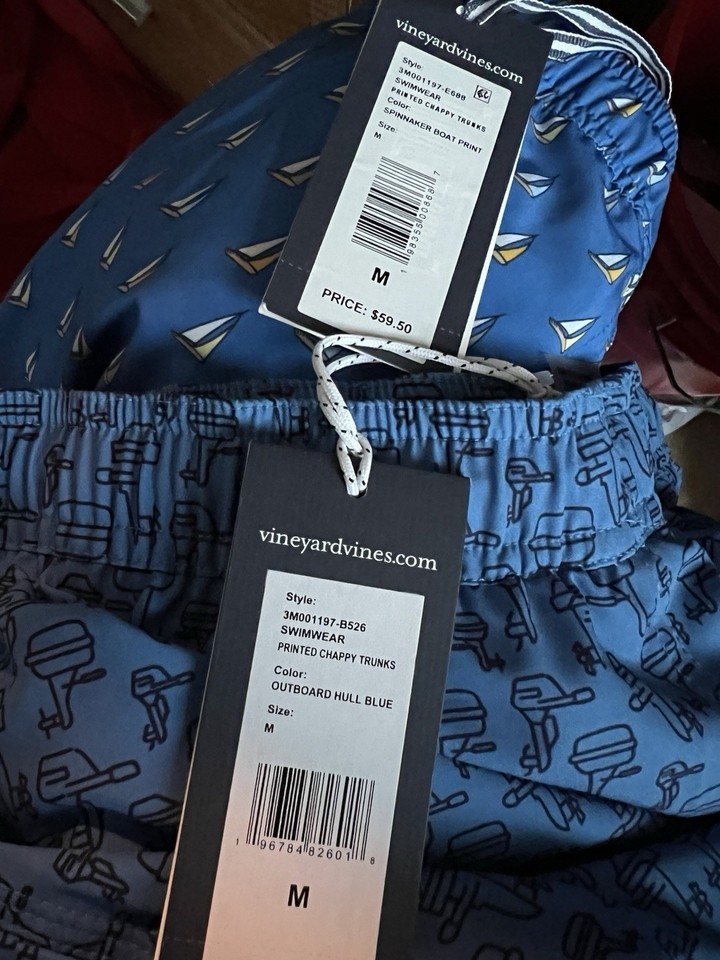 vineyardvines.com
Style:
3M001197-E688
SWIMWEAR
PRINTED CHAPPY TRUNKS
Color:
SPINNAKER BOAT PRINT
Size:
M
M
PRICE: $59.50
vineyardvines.com
Style:
3M001197-B526
SWIMWEAR
PRINTED CHAPPY TRUNKS
Color:
OUTBOARD HULL BLUE
Size:
M
1 96784 82601 8
M